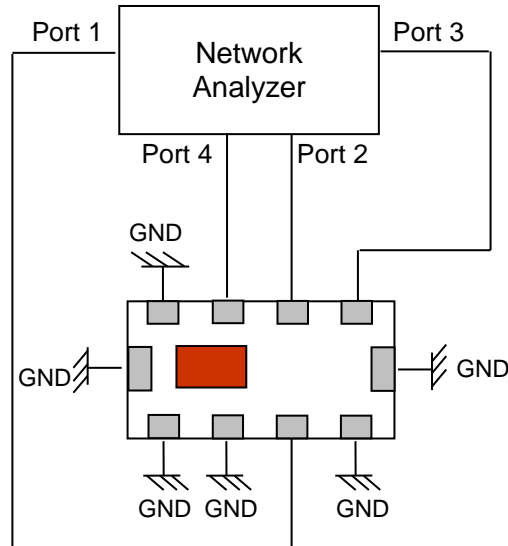 Port 1
Network
Analyzer
Port 3
Port 4
Port 2
GND
GND
GND
GND
GND
GND